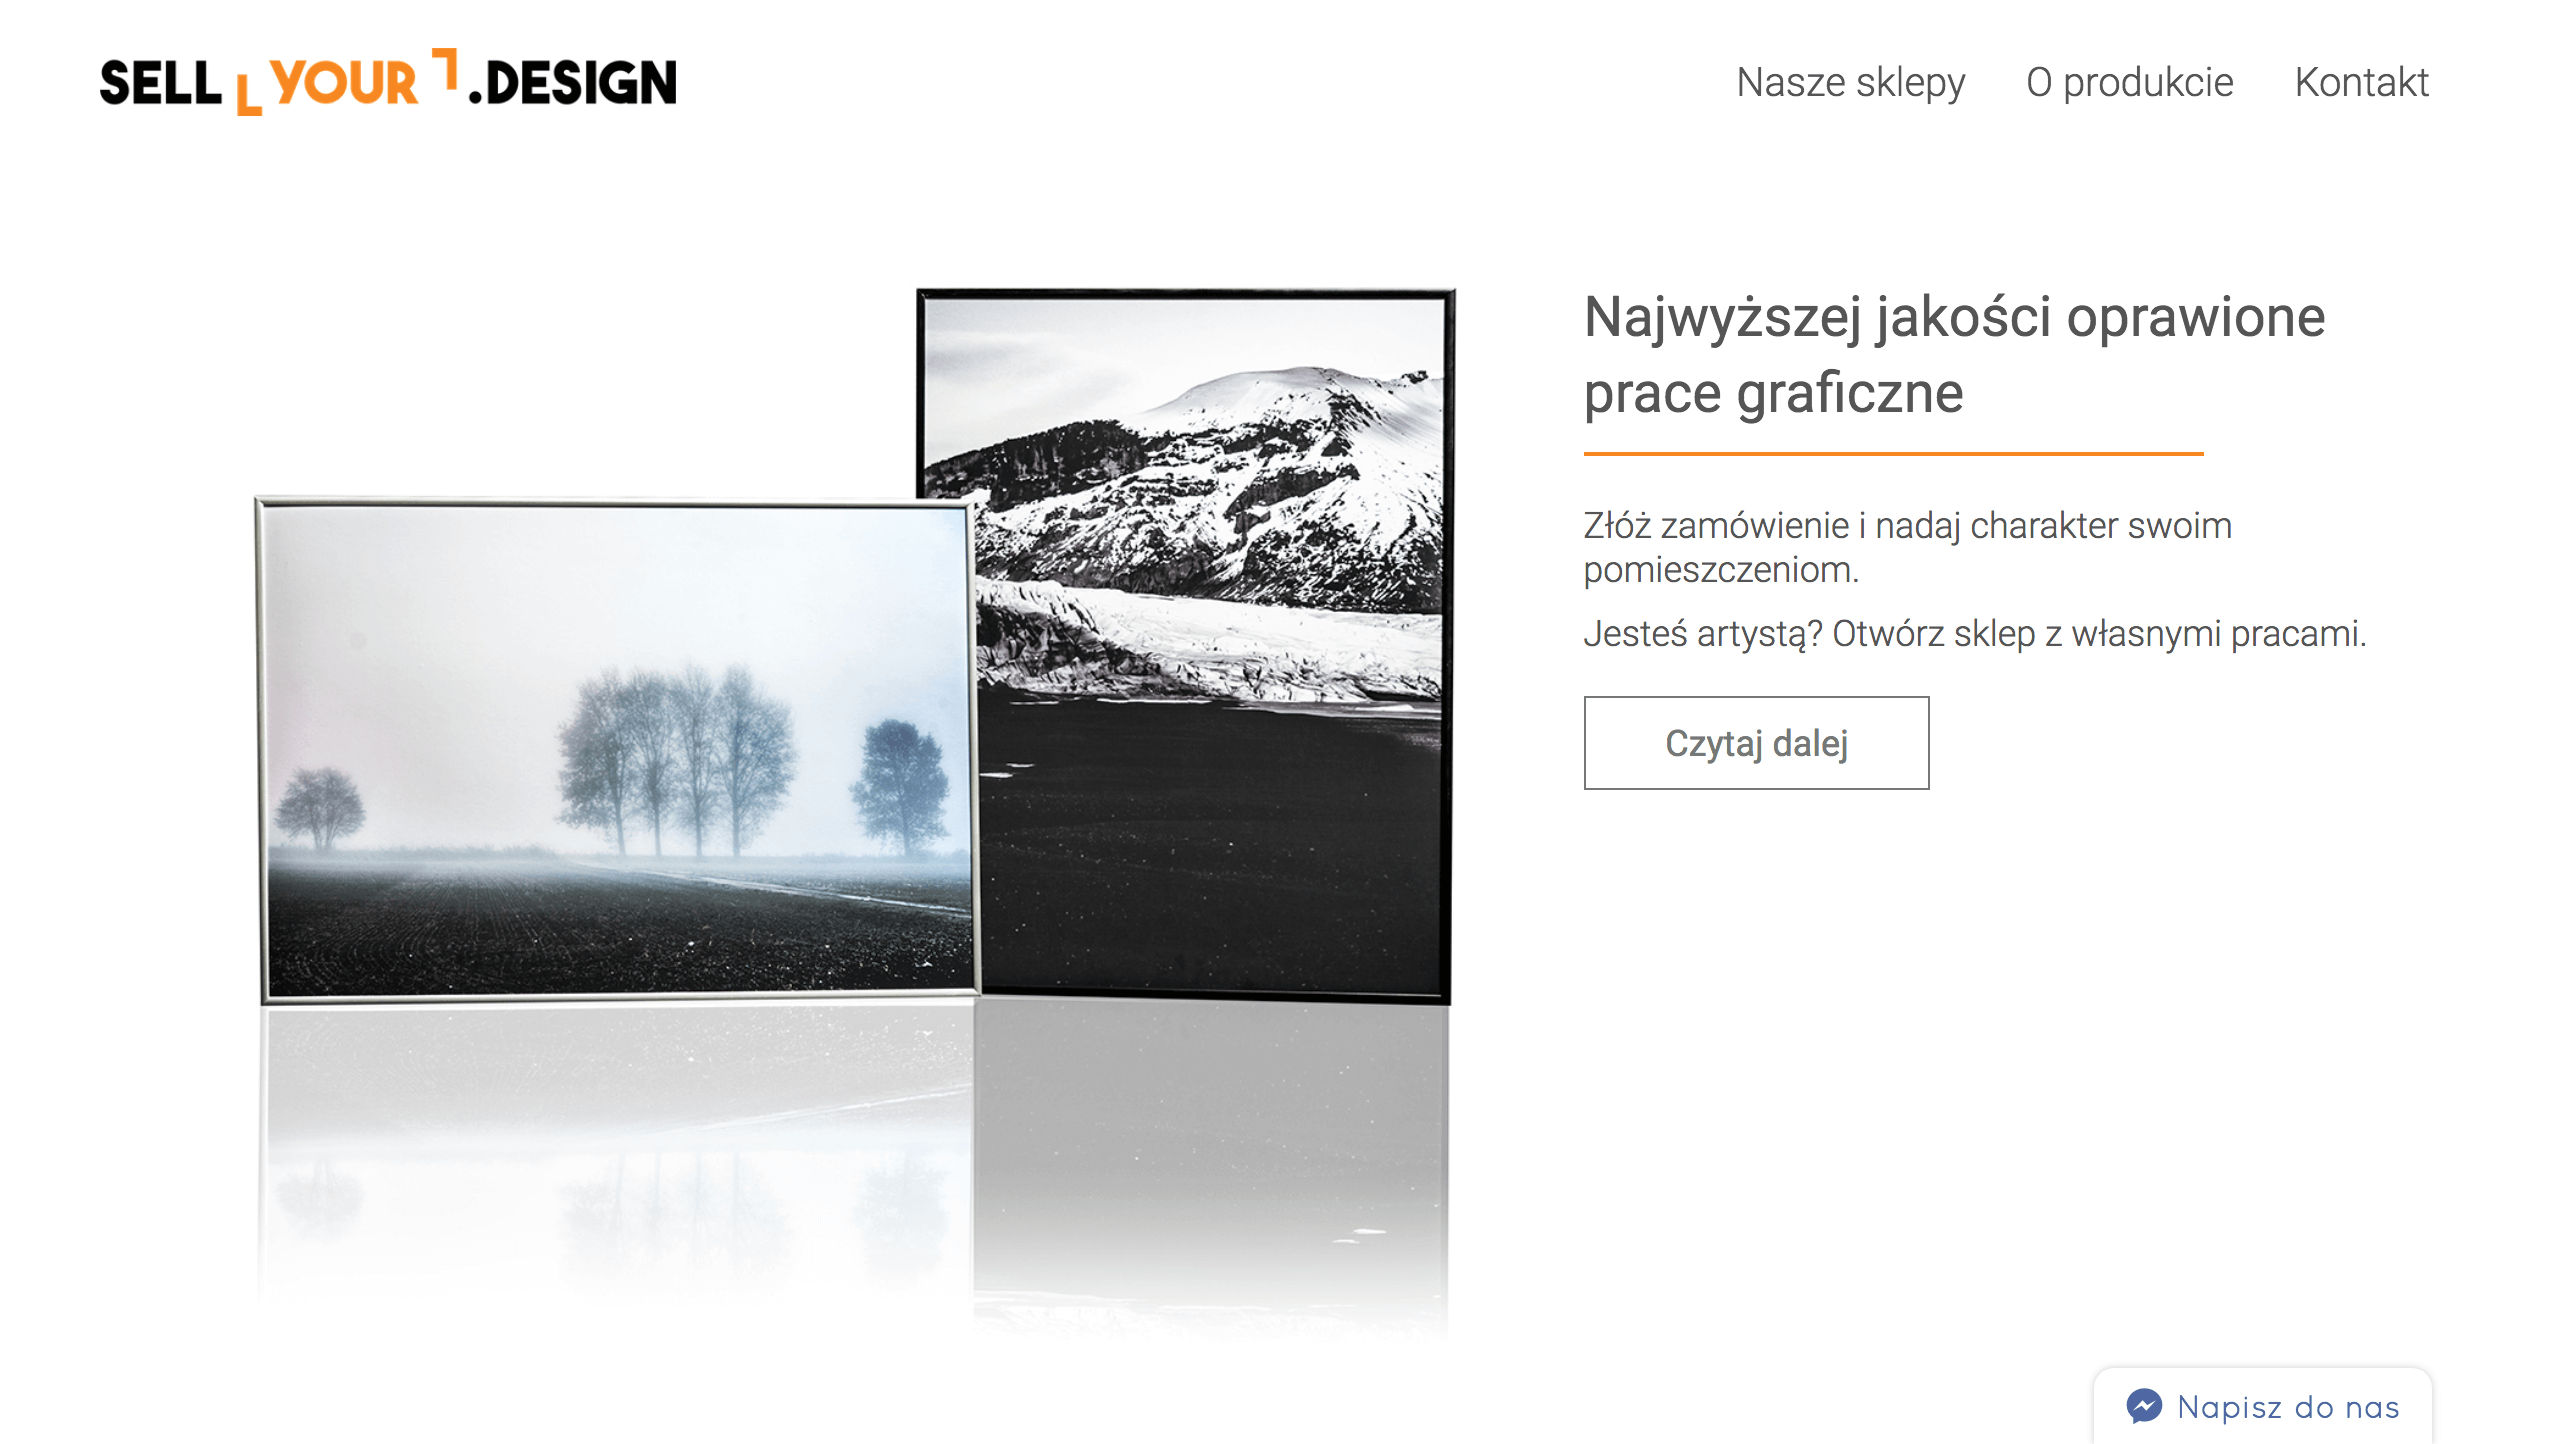 SELL YOUR .DESIGN
Nasze sklepy
O produkcie
Kontakt
Najwyższej jakości oprawione
prace graficzne
Złóż zamówienie i nadaj charakter swoim
pomieszczeniom.
Jesteś artystą? Otwórz sklep z własnymi pracami.
Czytaj dalej
Napisz do nas